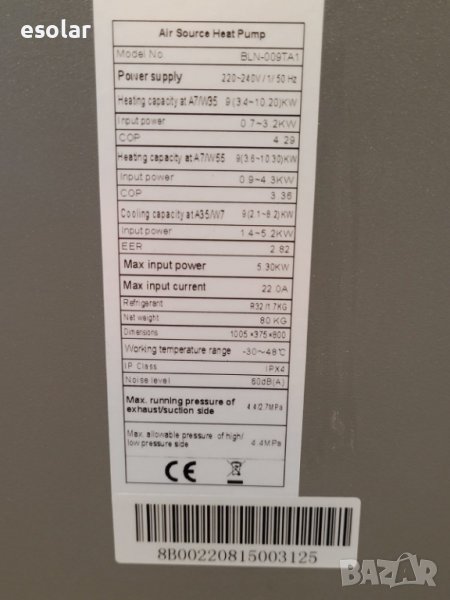 esolar
Air Source Heat Pump
Model No BLN-009TA1
Power supply 220~240V/1/50Hz
Heating capacity at A7/W35 9(3.4~10.20)KW
Input power 0.7~3.2KW
COP 4.29
Heating capacity at A7/W55 9(3.6~10.30)KW
Input power 0.9~4.3KW
COP 3.36
Cooling capacity at A35/W7 9(2.1~8.2)KW
Input power 1.4~5.2KW
EER 2.82
Max input power 5.30KW
Max input current 22.0A
Refrigerent R32/1.7KG
Net weight 80KG
Dimensions 1005*375*800
Working temperature range -30~48℃
IP Class IPX4
Noise level 60dB(A)
Max. running pressure of
exhaust/suction side 4.4/2.7MPa
Max. allowable pressure of high/
low pressure side 4.4MPa
CE
8B00220815003125
BAZAR